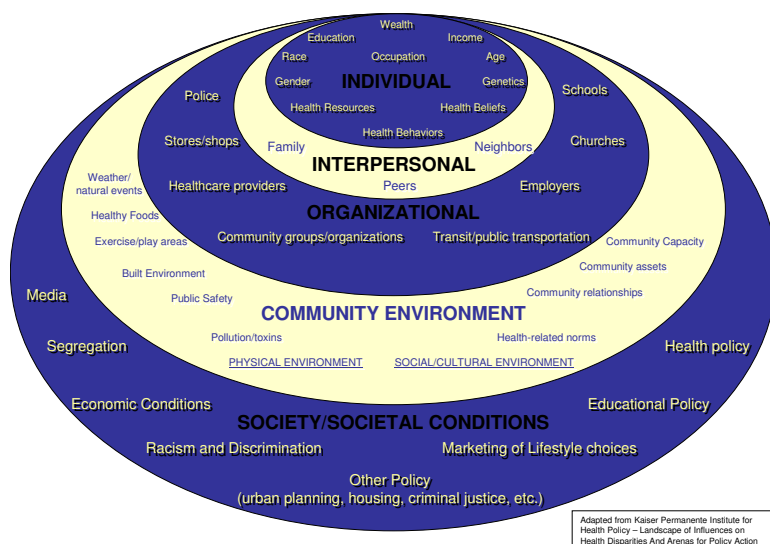 Wealth
Education
Income
Race
Occupation
Age
INDIVIDUAL
Gender
Genetics
Health Resources
Health Beliefs
Health Behaviors
Family
Neighbors
INTERPERSONAL
Peers
Police
Schools
Stores/shops
Churches
Healthcare providers
Employers
ORGANIZATIONAL
Community groups/organizations
Transit/public transportation
Weather/
natural events
Healthy Foods
Exercise/play areas
Community Capacity
Built Environment
Community assets
Public Safety
Community relationships
COMMUNITY ENVIRONMENT
Pollution/toxins
Health-related norms
PHYSICAL ENVIRONMENT
SOCIAL/CULTURAL ENVIRONMENT
Media
Segregation
Health policy
Economic Conditions
Educational Policy
SOCIETY/SOCIETAL CONDITIONS
Racism and Discrimination
Marketing of Lifestyle choices
Other Policy
(urban planning, housing, criminal justice, etc.)
Adapted from Kaiser Permanente Institute for
Health Policy – Landscape of Influences on
Health Disparities And Arenas for Policy Action